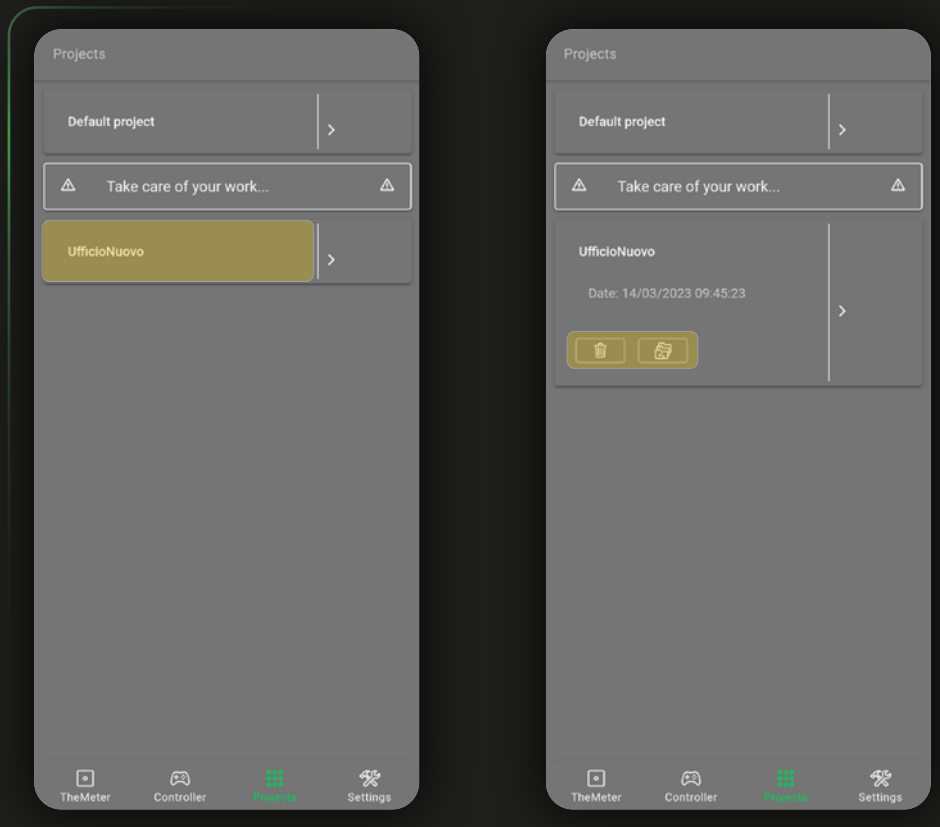 Projects
Default project
Take care of your work...
UfficioNuovo
TheMeter
Controller
Projects
Settings
Projects
Default project
Take care of your work...
UfficioNuovo
Date: 14/03/2023 09:45:23
TheMeter
Controller
Projects
Settings